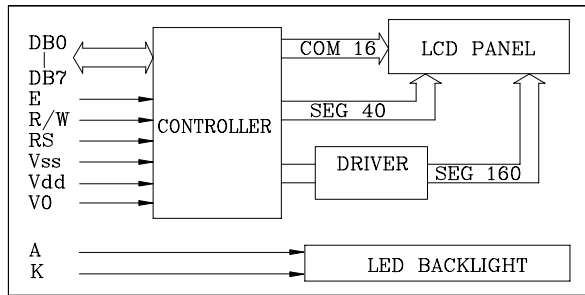 DB0
|
DB7
E
R/W
RS
Vss
Vdd
V0
CONTROLLER
COM 16
LCD PANEL
SEG 40
DRIVER
SEG 160
A
K
LED BACKLIGHT